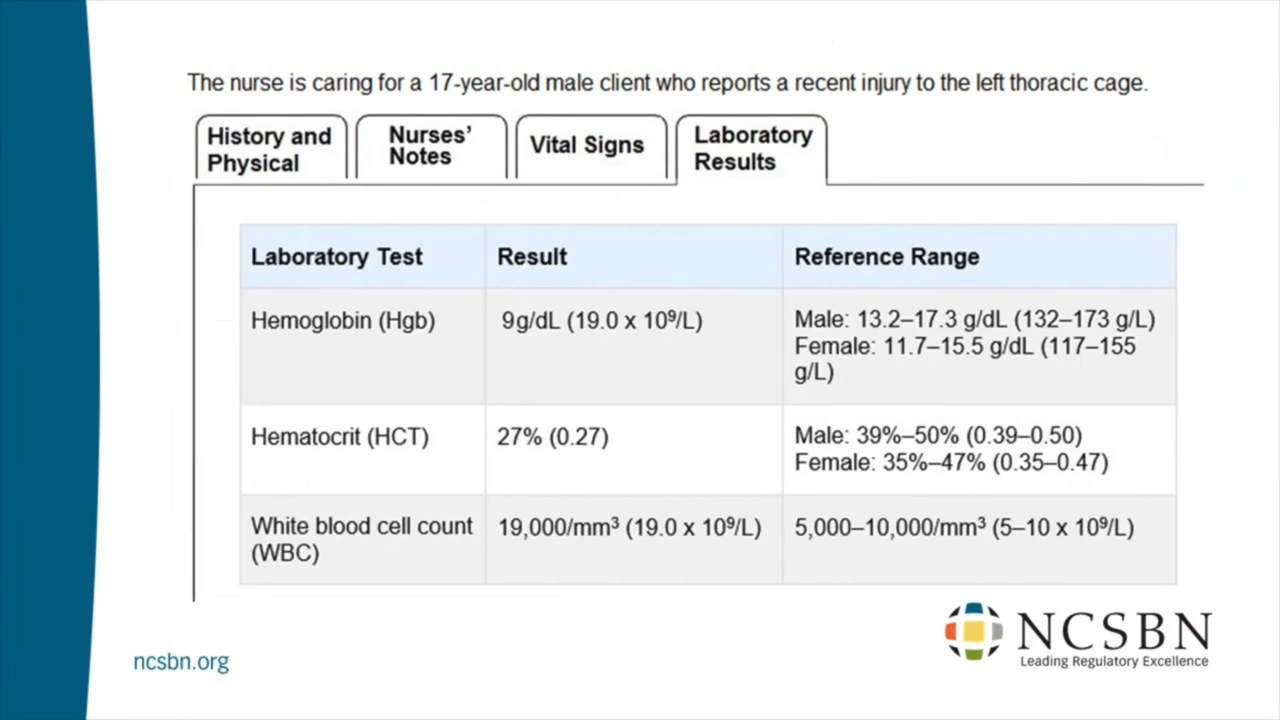 The nurse is caring for a 17-year-old male client who reports a recent injury to the left thoracic cage.
History and
Physical
Nurses’
Notes
Vital Signs
Laboratory
Results
Laboratory Test
Result
Reference Range
Hemoglobin (Hgb)
9g/dL (19.0 x 10⁹/L)
Male: 13.2–17.3 g/dL (132–173 g/L)
Female: 11.7–15.5 g/dL (117–155
g/L)
Hematocrit (HCT)
27% (0.27)
Male: 39%–50% (0.39–0.50)
Female: 35%–47% (0.35–0.47)
White blood cell count
(WBC)
19,000/mm³ (19.0 x 10⁹/L)
5,000–10,000/mm³ (5–10 x 10⁹/L)
ncsbn.org
NCSBN
Leading Regulatory Excellence